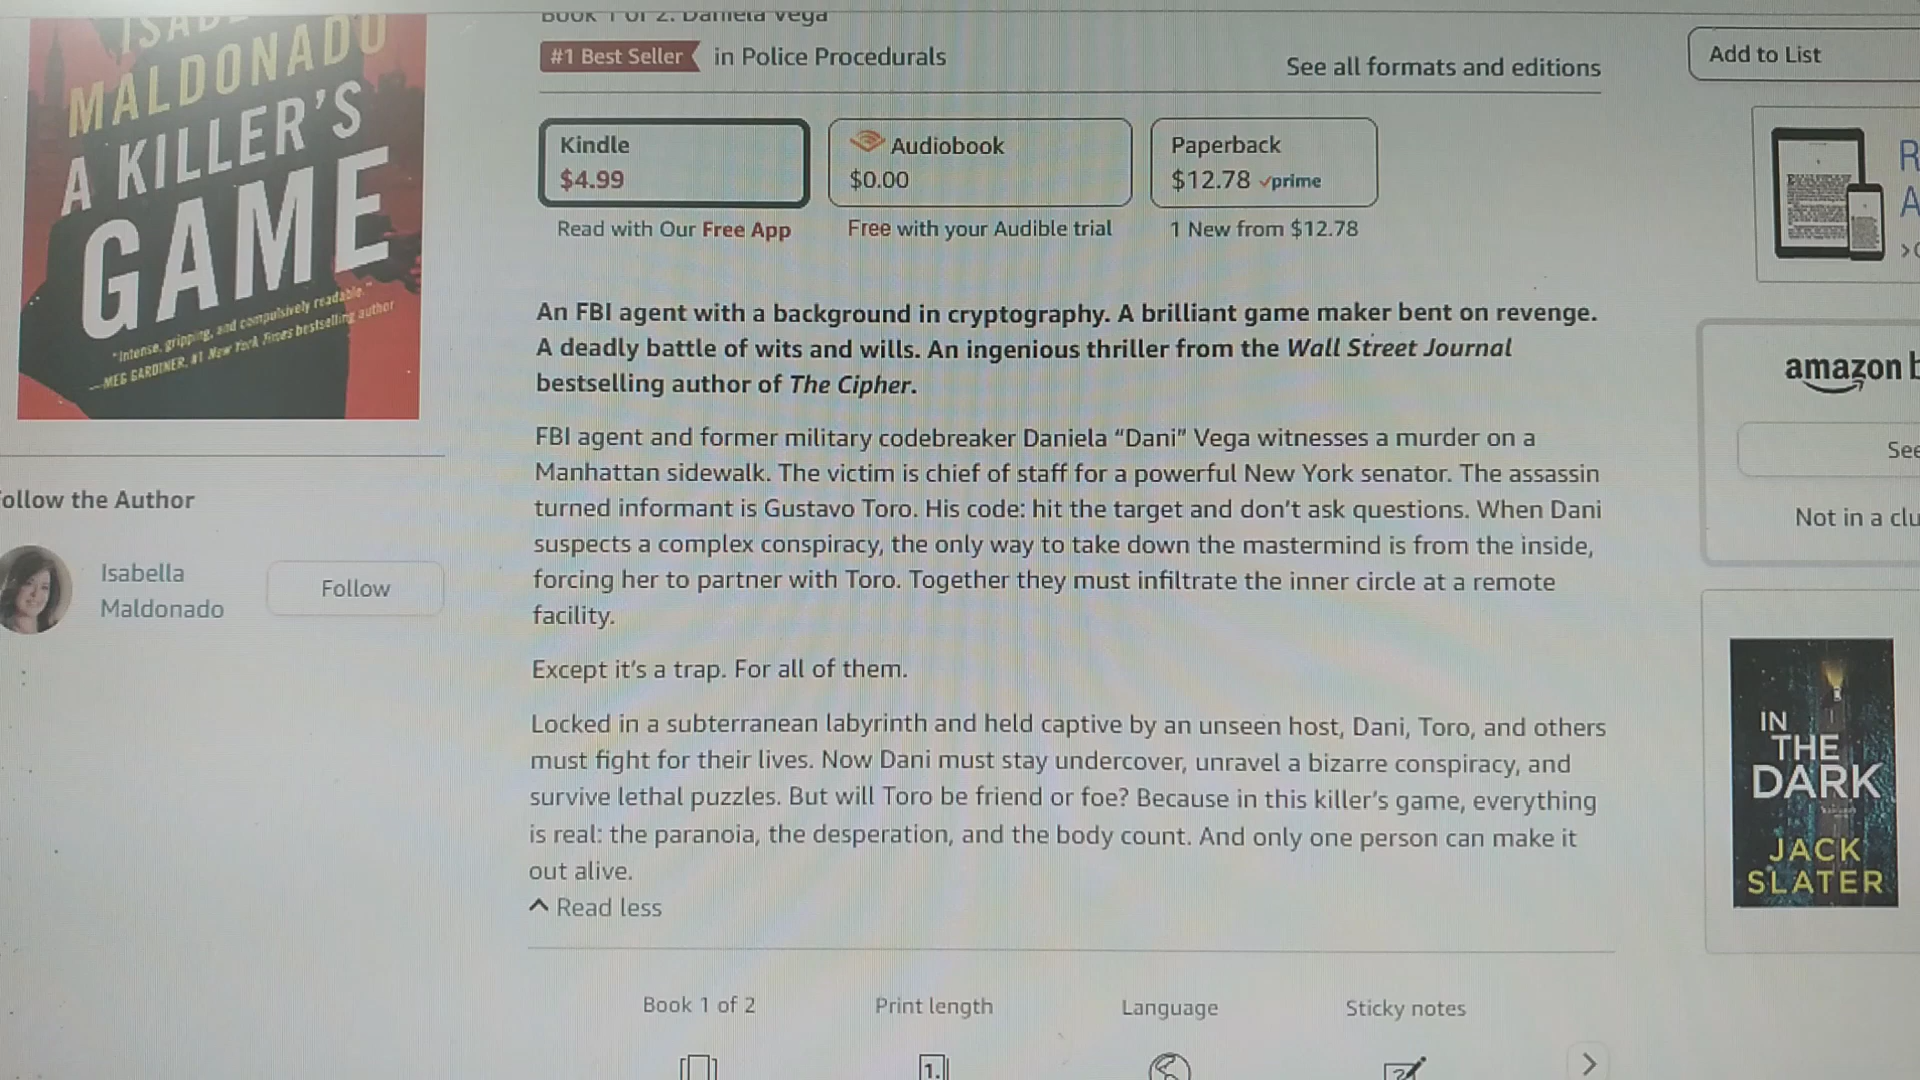 ISAB
MALDONADO
A KILLER'S
GAME
"Intense, gripping, and compulsively readable."
—MEG GARDINER, #1 New York Times bestselling author
Follow the Author
Isabella
Maldonado
Follow
Book 1 of 2: Daniela Vega
#1 Best Seller in Police Procedurals
See all formats and editions
Kindle
$4.99
Read with Our Free App
Audiobook
$0.00
Free with your Audible trial
Paperback
$12.78 prime
1 New from $12.78
An FBI agent with a background in cryptography. A brilliant game maker bent on revenge.
A deadly battle of wits and wills. An ingenious thriller from the Wall Street Journal
bestselling author of The Cipher.
FBI agent and former military codebreaker Daniela “Dani” Vega witnesses a murder on a
Manhattan sidewalk. The victim is chief of staff for a powerful New York senator. The assassin
turned informant is Gustavo Toro. His code: hit the target and don’t ask questions. When Dani
suspects a complex conspiracy, the only way to take down the mastermind is from the inside,
forcing her to partner with Toro. Together they must infiltrate the inner circle at a remote
facility.
Except it’s a trap. For all of them.
Locked in a subterranean labyrinth and held captive by an unseen host, Dani, Toro, and others
must fight for their lives. Now Dani must stay undercover, unravel a bizarre conspiracy, and
survive lethal puzzles. But will Toro be friend or foe? Because in this killer’s game, everything
is real: the paranoia, the desperation, and the body count. And only one person can make it
out alive.
Read less
Book 1 of 2
Print length
Language
Sticky notes
Add to List
R
A
amazon b
See
Not in a clu
IN
THE
DARK
JACK
SLATER